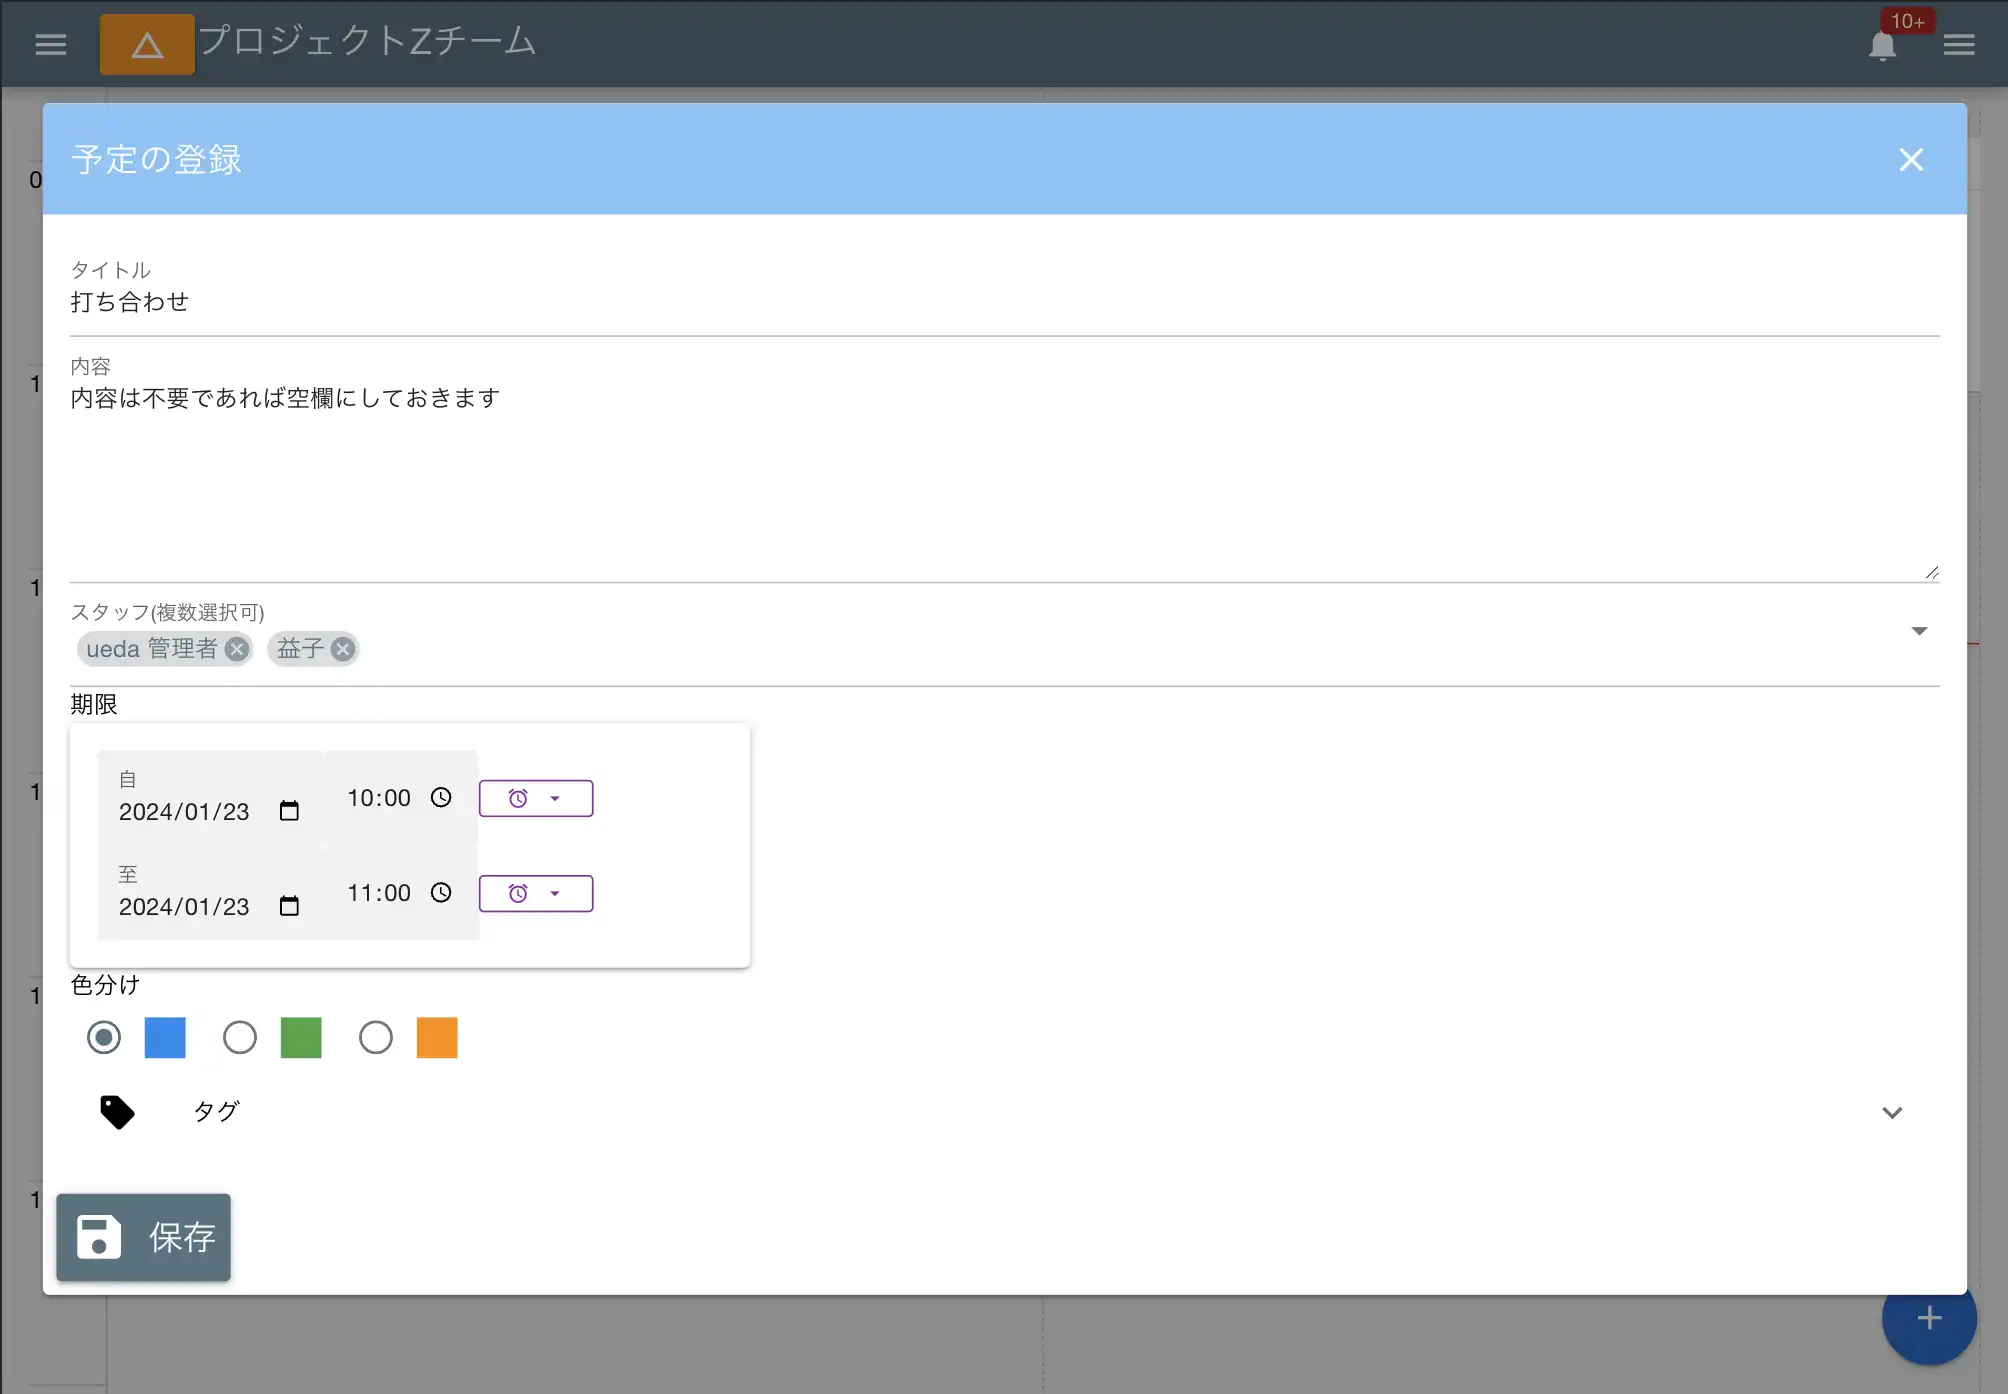 プロジェクトZチーム
10+
予定の登録
0
タイトル
打ち合わせ
内容
1
内容は不要であれば空欄にしておきます
1
スタッフ(複数選択可)
ueda 管理者
益子
期限
自
1
10:00
2024/01/23
至
11:00
2024/01/23
色分け
1
タグ
1
保存